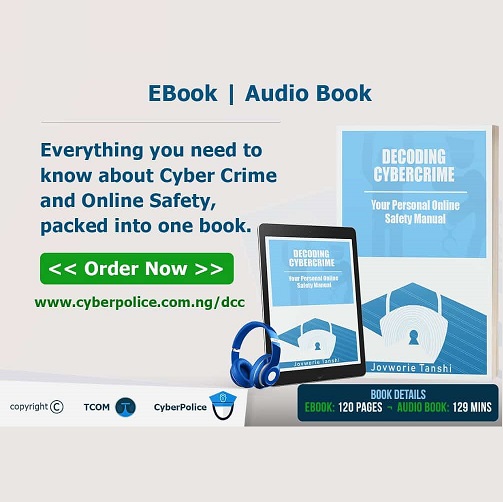 EBook | Audio Book
Everything you need to
know about Cyber Crime
and Online Safety,
packed into one book.
<< Order Now >>
www.cyberpolice.com.ng/dcc
DECODING
CYBERCRIME
Your Personal Online
Safety Manual
DECODING
CYBERCRIME
Your Personal Online
Safety Manual
Jovworie Tanshi
copyright © TCOM CyberPolice
BOOK DETAILS
EBOOK: 120 PAGES ¬ AUDIO BOOK: 129 MINS